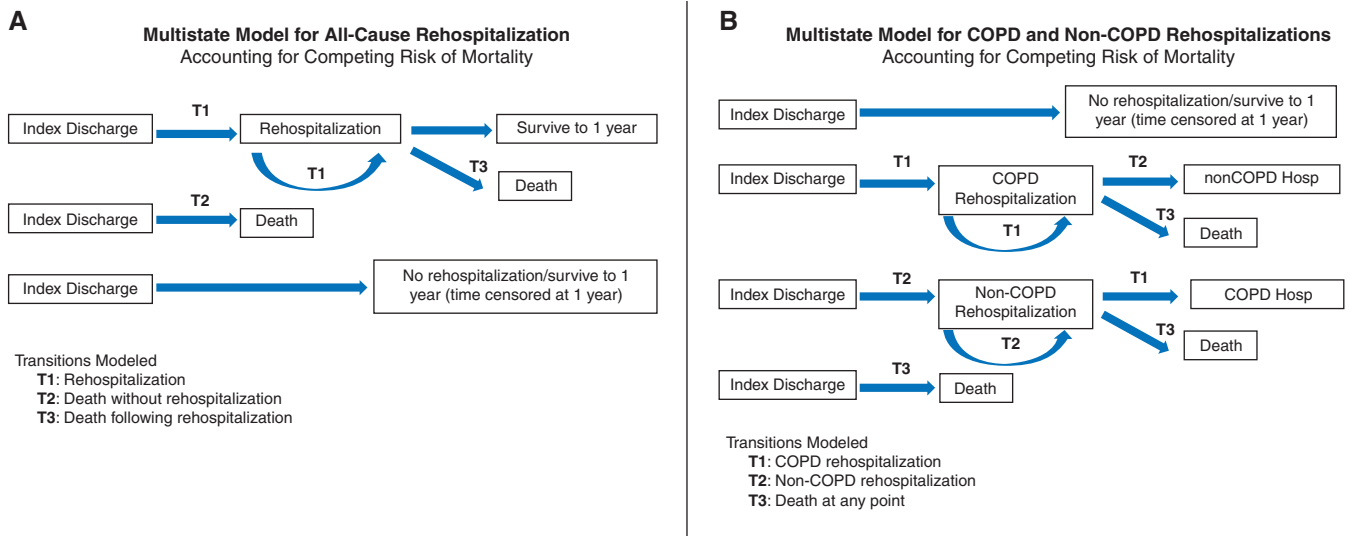 A
Multistate Model for All-Cause Rehospitalization
Accounting for Competing Risk of Mortality
Index Discharge
T1
Rehospitalization
Survive to 1 year
T1
T3
Death
Index Discharge
T2
Death
Index Discharge
No rehospitalization/survive to 1
year (time censored at 1 year)
Transitions Modeled
T1: Rehospitalization
T2: Death without rehospitalization
T3: Death following rehospitalization
B
Multistate Model for COPD and Non-COPD Rehospitalizations
Accounting for Competing Risk of Mortality
Index Discharge
No rehospitalization/survive to 1
year (time censored at 1 year)
Index Discharge
T1
COPD
Rehospitalization
T2
nonCOPD Hosp
T1
T3
Death
Index Discharge
T2
Non-COPD
Rehospitalization
T1
COPD Hosp
T2
T3
Death
Index Discharge
T3
Death
Transitions Modeled
T1: COPD rehospitalization
T2: Non-COPD rehospitalization
T3: Death at any point